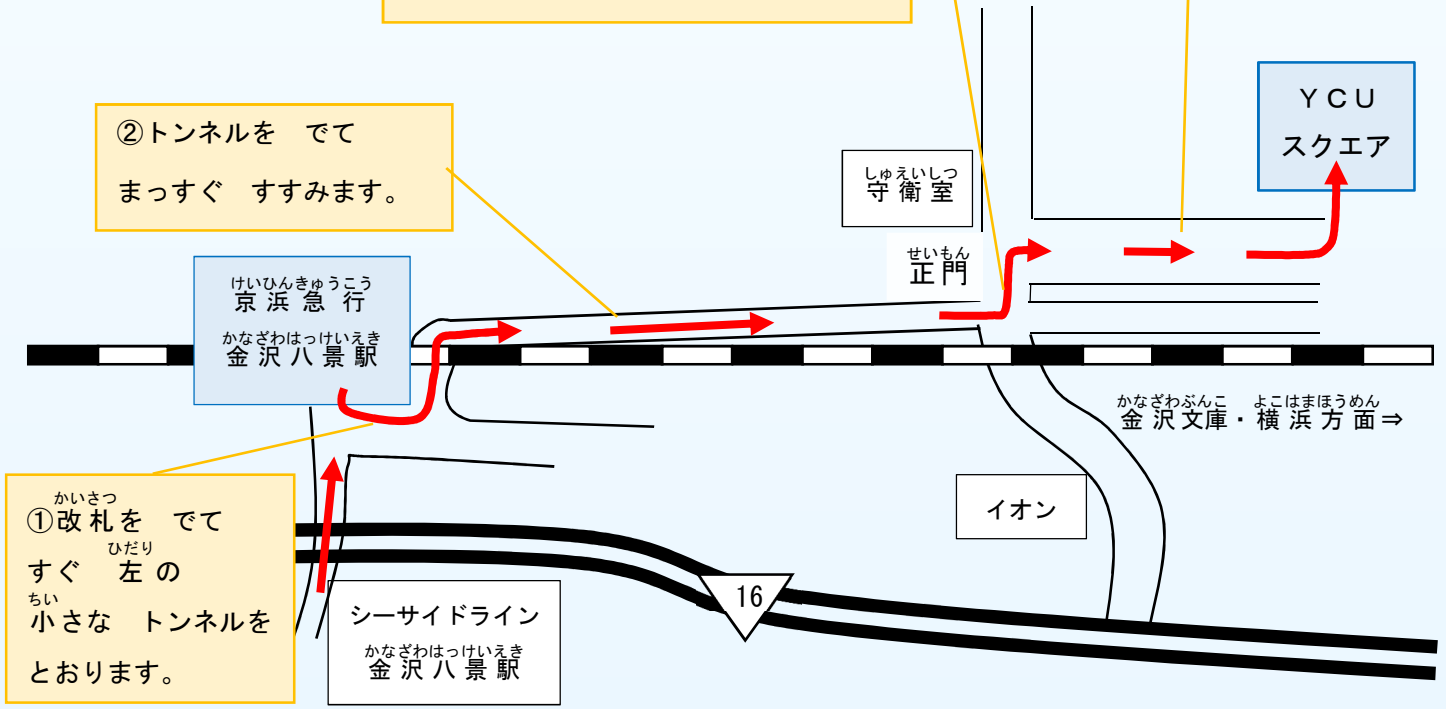 ②トンネルを でて
まっすぐ すすみます。
YCU
スクエア
しゅえいしつ
守衛室
せいもん
正門
けいひんきゅうこう
京浜急行
かなざわはっけいえき
金沢八景駅
かなざわぶんこ よこはまほうめん
金沢文庫・横浜方面⇒
かいさつ
①改札を でて
ひだり
すぐ 左の
ちい
小さな トンネルを
とおります。
イオン
16
シーサイドライン
かなざわはっけいえき
金沢八景駅